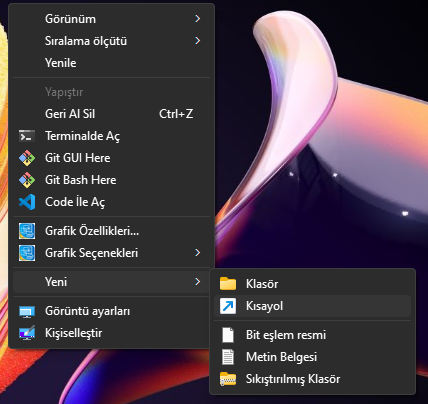 Görünüm
Sıralama ölçütü
Yenile
Yapıştır
Geri Al Sil Ctrl+Z
Terminalde Aç
Git GUI Here
Git Bash Here
Code İle Aç
Grafik Özellikleri...
Grafik Seçenekleri
Yeni
Klasör
Kısayol
Bit eşlem resmi
Metin Belgesi
Sıkıştırılmış Klasör
Görüntü ayarları
Kişiselleştir